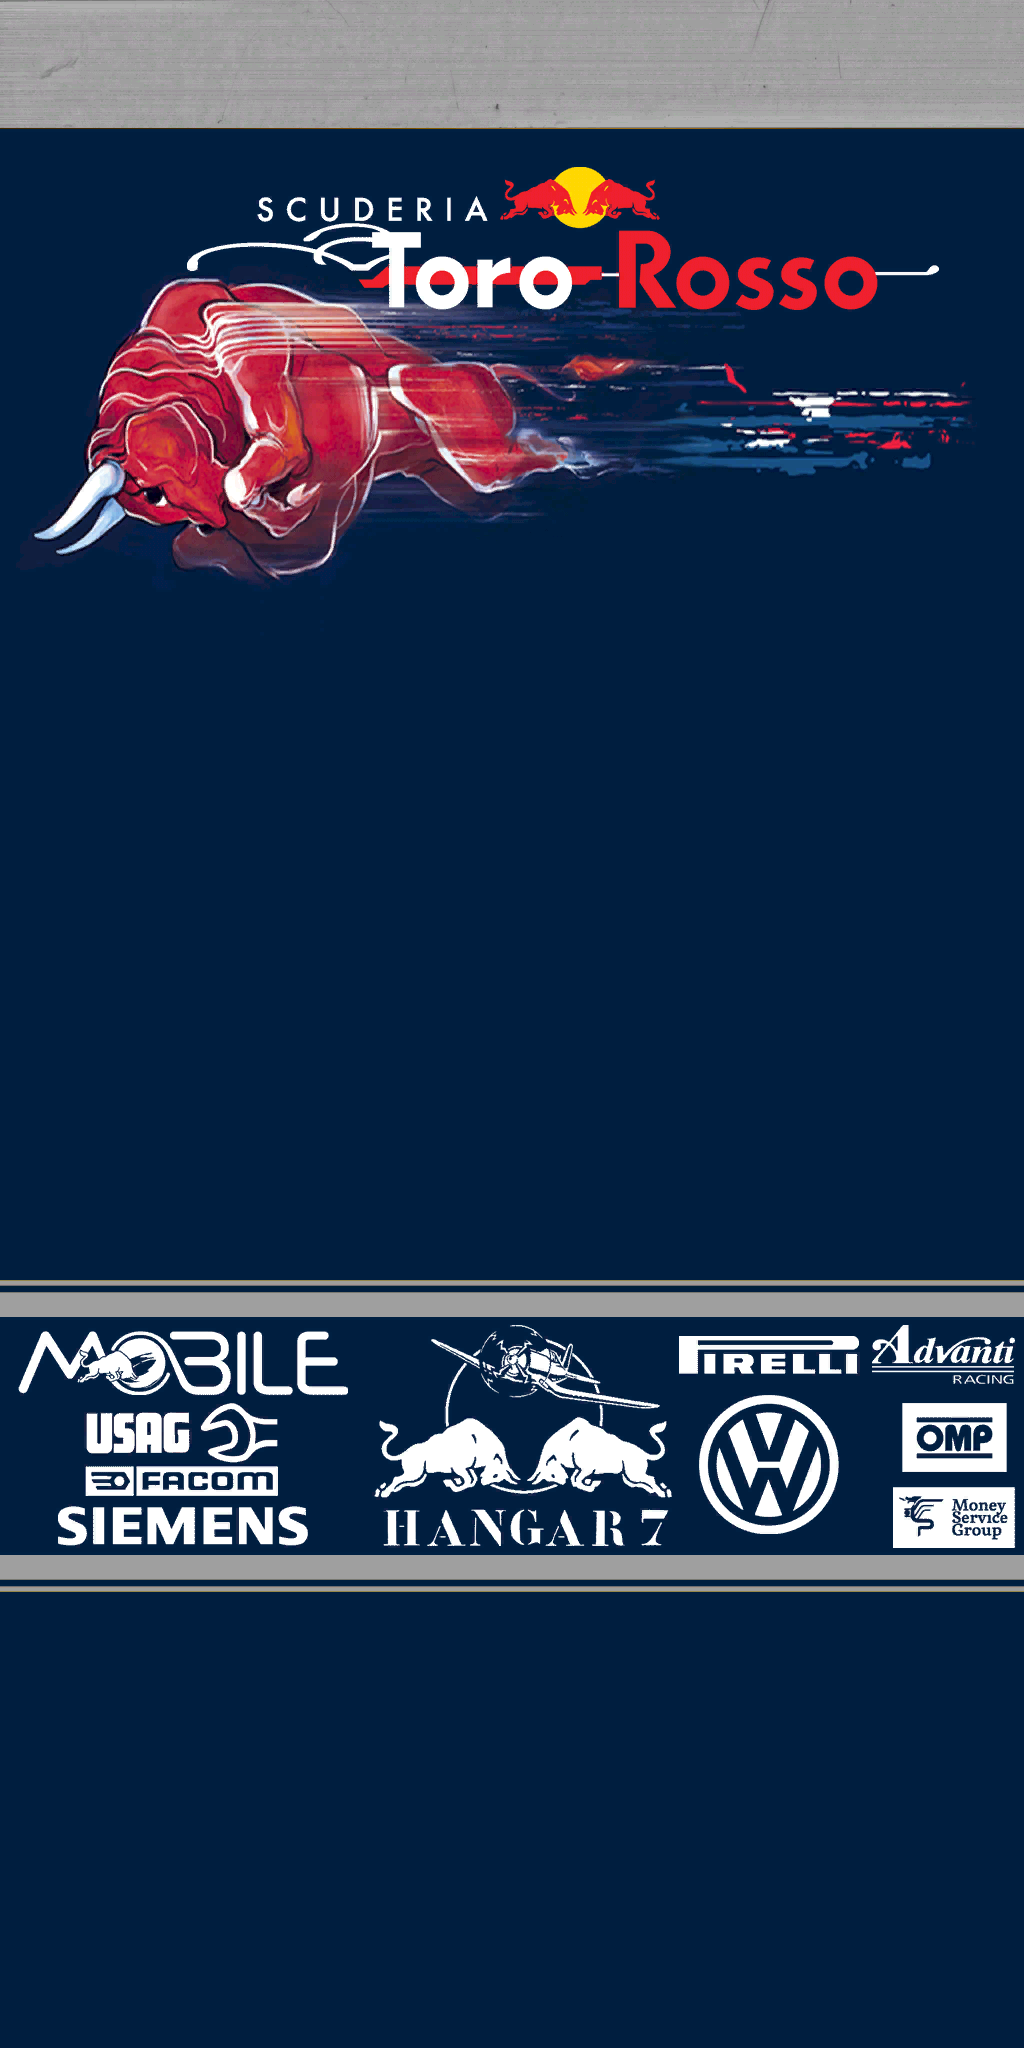 SCUDERIA
Toro Rosso
MOBILE
USAG
FACOM
SIEMENS
HANGAR 7
PIRELLI
Advanti
RACING
OMP
Money
Service
Group